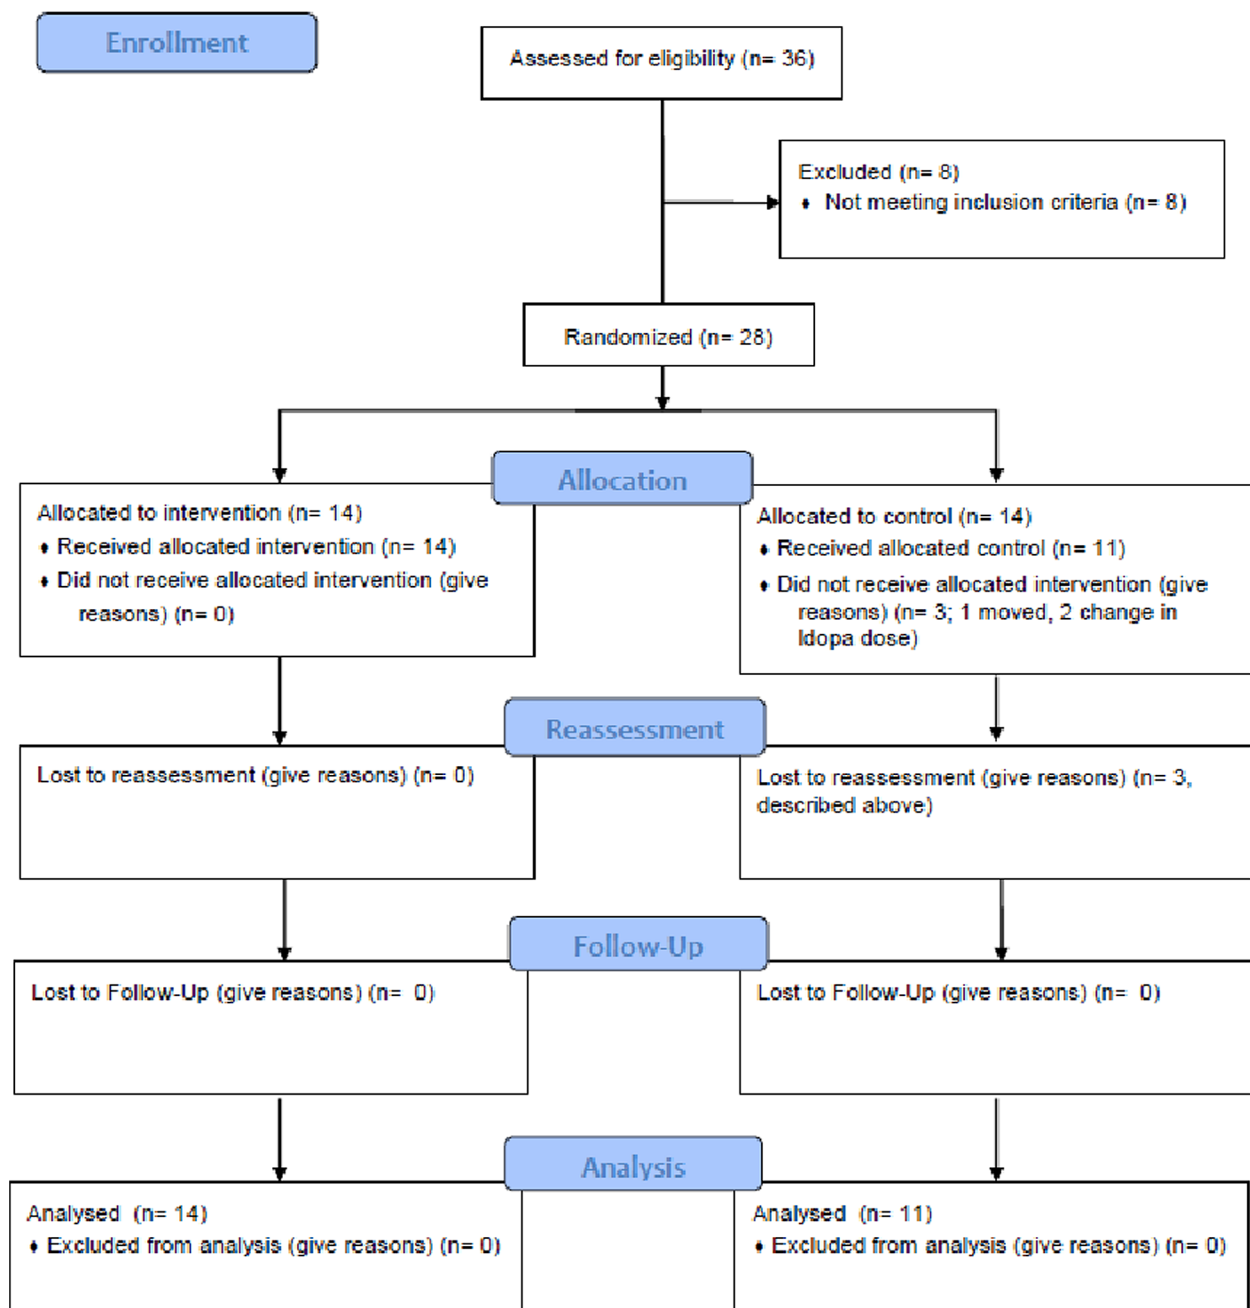 Enrollment
Assessed for eligibility (n= 36)
Excluded (n= 8)
♦ Not meeting inclusion criteria (n= 8)
Randomized (n= 28)
Allocation
Allocated to intervention (n= 14)
♦ Received allocated intervention (n= 14)
♦ Did not receive allocated intervention (give
reasons) (n= 0)
Allocated to control (n= 14)
♦ Received allocated control (n= 11)
♦ Did not receive allocated intervention (give
reasons) (n= 3; 1 moved, 2 change in
ldopa dose)
Reassessment
Lost to reassessment (give reasons) (n= 0)
Lost to reassessment (give reasons) (n= 3,
described above)
Follow-Up
Lost to Follow-Up (give reasons) (n= 0)
Lost to Follow-Up (give reasons) (n= 0)
Analysis
Analysed (n= 14)
♦ Excluded from analysis (give reasons) (n= 0)
Analysed (n= 11)
♦ Excluded from analysis (give reasons) (n= 0)